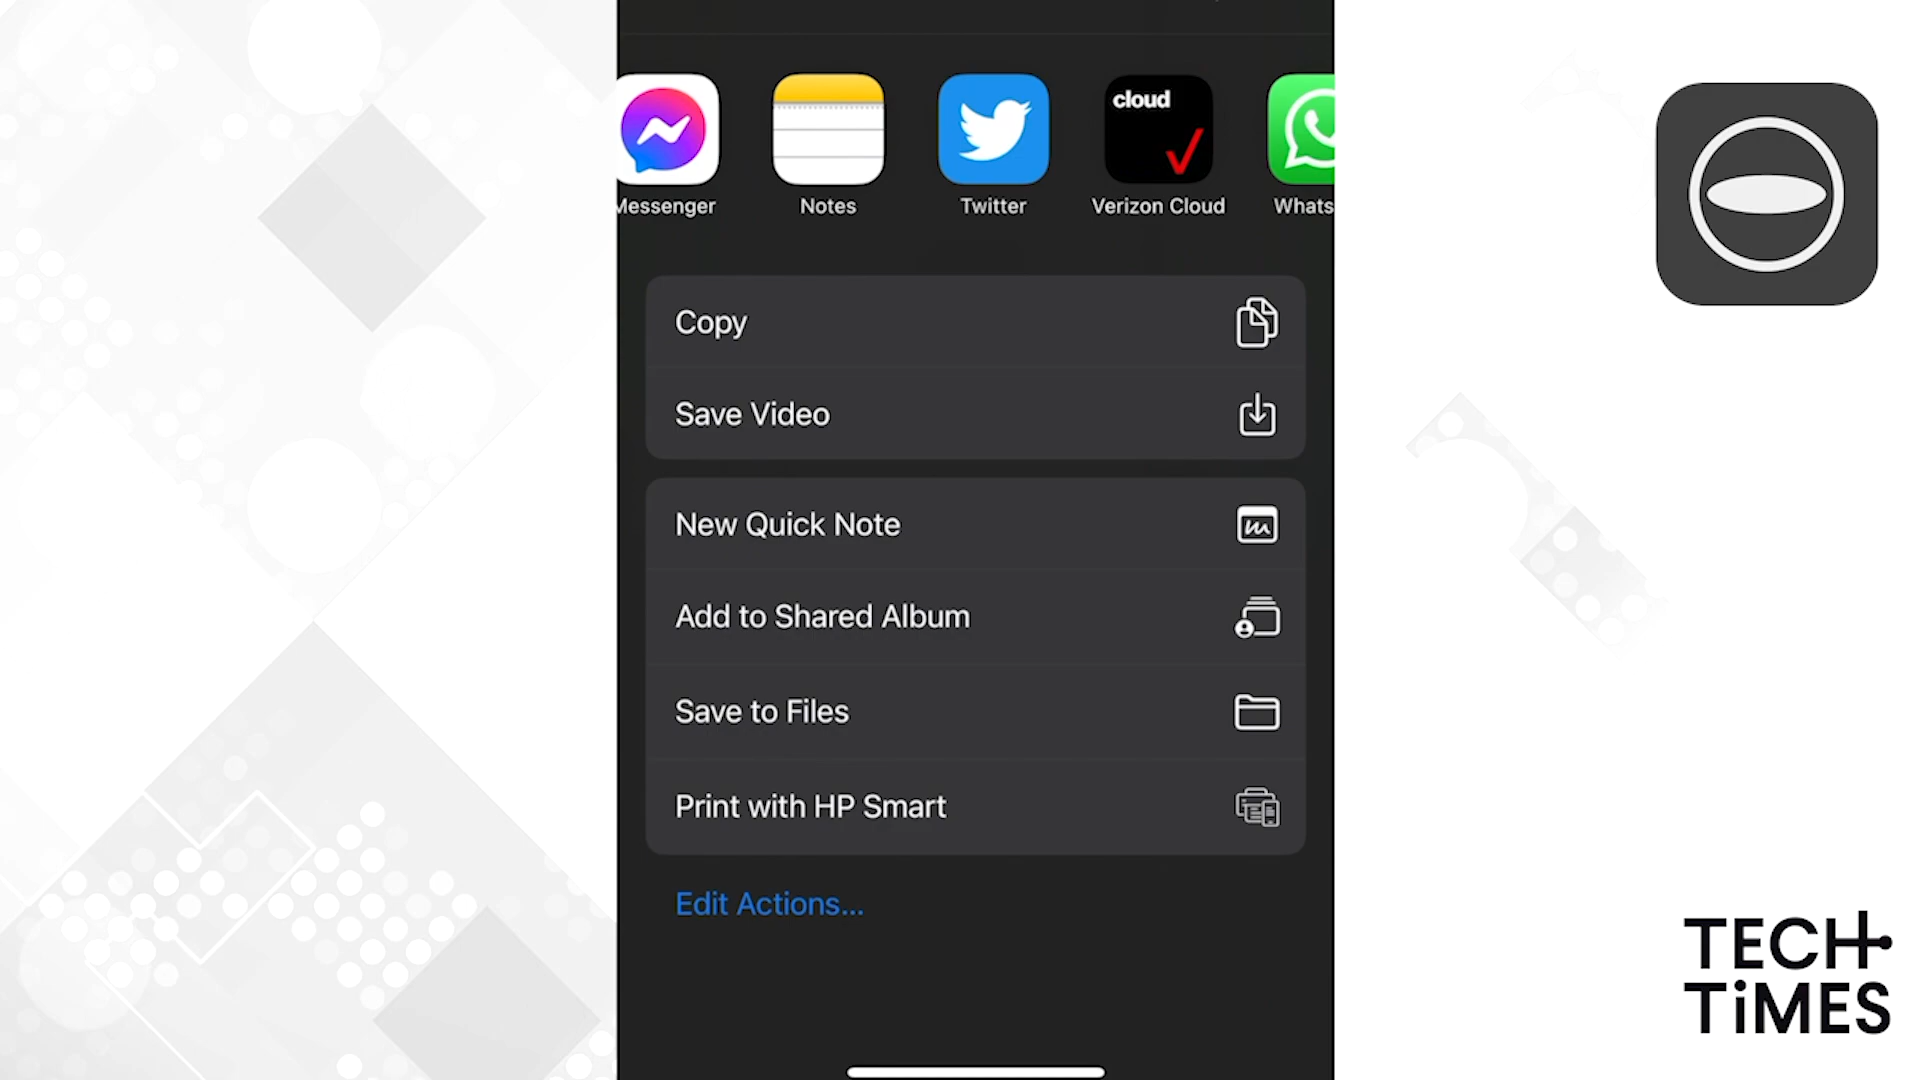 cloud
Messenger
Notes
Twitter
Verizon Cloud
Whats
Copy
Save Video
New Quick Note
Add to Shared Album
Save to Files
Print with HP Smart
Edit Actions...
TECH
TiMES